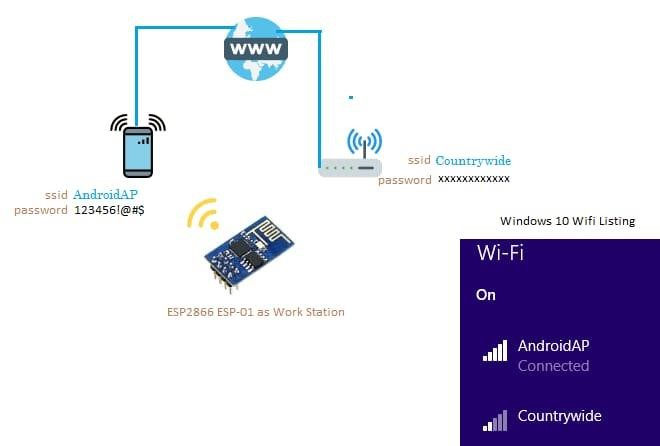 WWW
ssid AndroidAP
password 123456!@#$
ssid Countrywide
password xxxxxxxxxxxx
ESP2866 ESP-01 as Work Station
Windows 10 Wifi Listing
Wi-Fi
On
AndroidAP
Connected
Countrywide